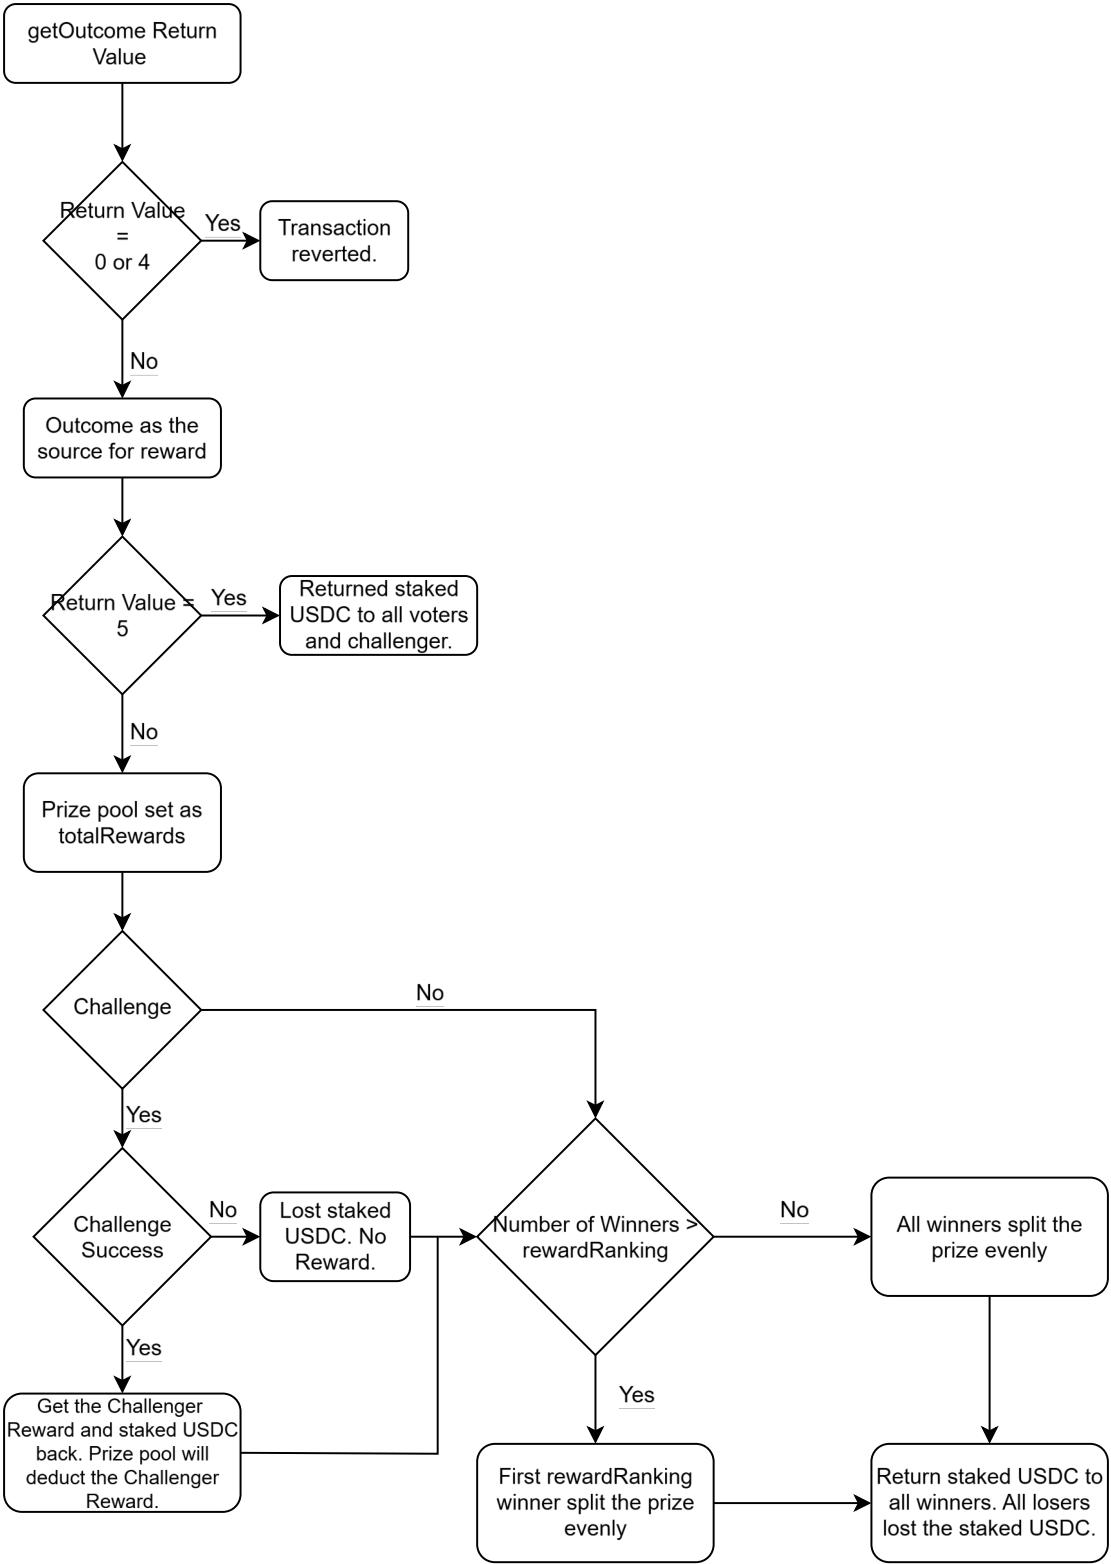 getOutcome Return
Value
Return Value
=
0 or 4
Yes
Transaction
reverted.
No
Outcome as the
source for reward
Return Value =
5
Yes
Returned staked
USDC to all voters
and challenger.
No
Prize pool set as
totalRewards
Challenge
No
Yes
Challenge
Success
No
Lost staked
USDC. No
Reward.
Number of Winners >
rewardRanking
No
All winners split the
prize evenly
Yes
Get the Challenger
Reward and staked USDC
back. Prize pool will
deduct the Challenger
Reward.
Yes
First rewardRanking
winner split the prize
evenly
Return staked USDC to
all winners. All losers
lost the staked USDC.